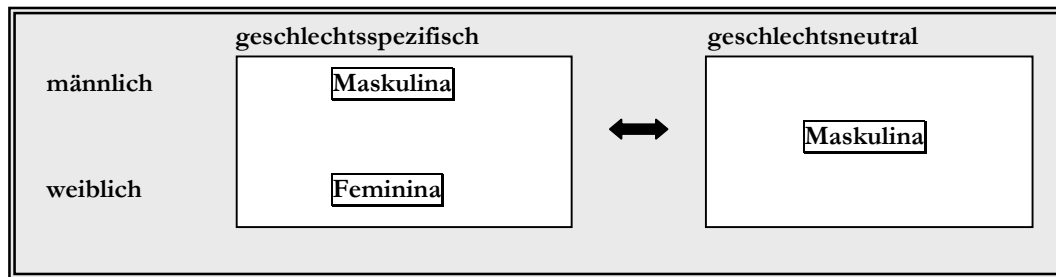 geschlechtsspezifisch geschlechtsneutral
männlich Maskulina
Maskulina
weiblich Feminina